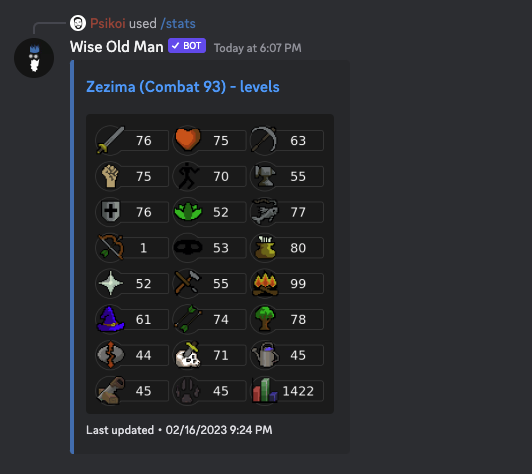 Psikoi used /stats
Wise Old Man ✓ BOT Today at 6:07 PM
Zezima (Combat 93) - levels
76 75 63
75 70 55
76 52 77
1 53 80
52 55 99
61 74 78
44 71 45
45 45 1422
Last updated • 02/16/2023 9:24 PM